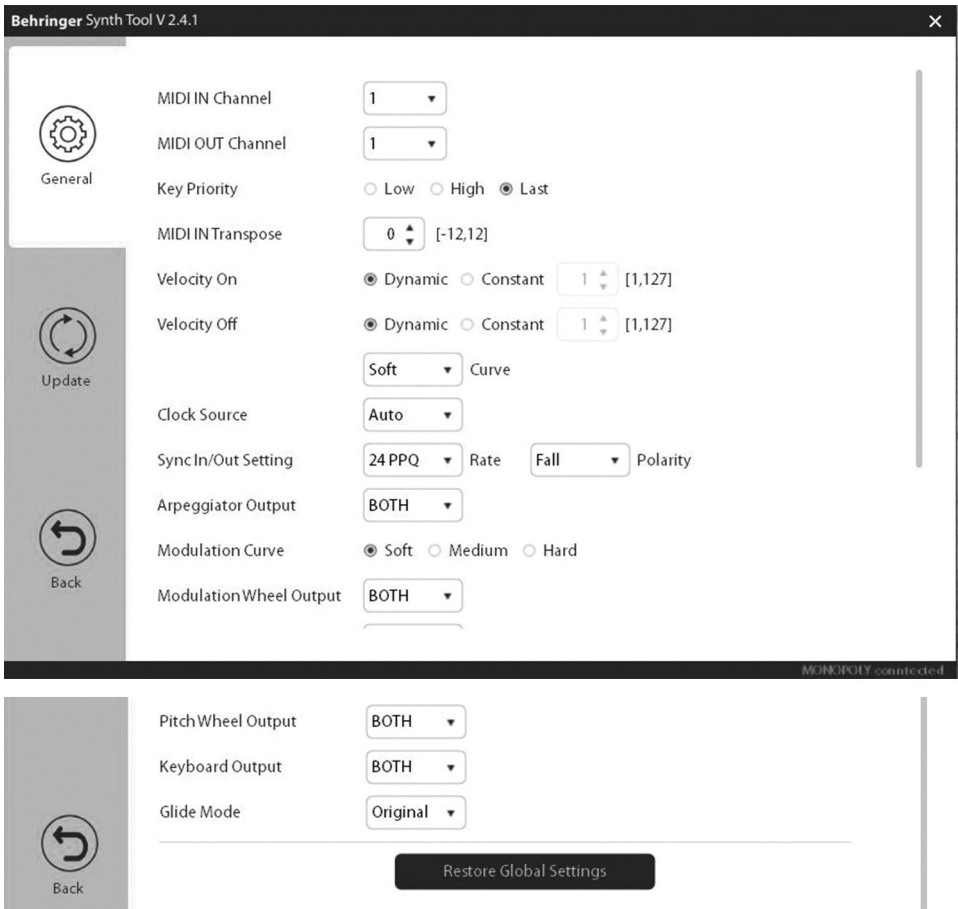 Behringer Synth Tool V 2.4.1
MIDI IN Channel 1
MIDI OUT Channel 1
General
Key Priority Low High Last
MIDI IN Transpose 0 [-12,12]
Velocity On Dynamic Constant 1 [1,127]
Velocity Off Dynamic Constant 1 [1,127]
Update
Soft Curve
Clock Source Auto
Sync In/Out Setting 24 PPQ Rate Fall Polarity
Arpeggiator Output BOTH
Modulation Curve Soft Medium Hard
Back
Modulation Wheel Output BOTH
MONOPOLY conntected
Pitch Wheel Output BOTH
Keyboard Output BOTH
Glide Mode Original
Restore Global Settings
Back